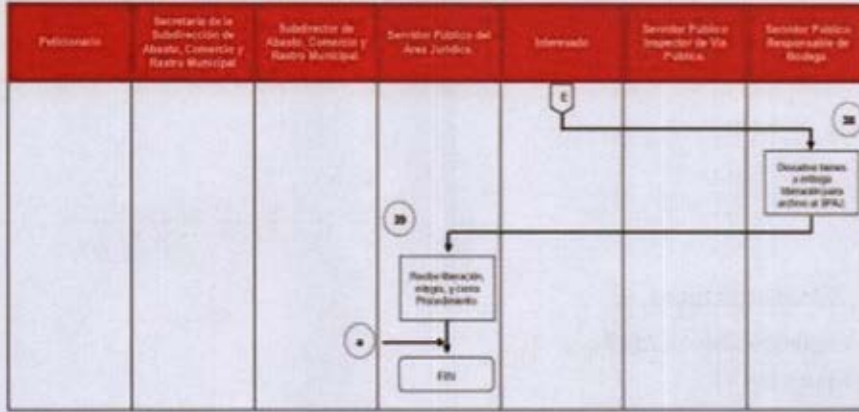 Peticionario
Secretaria de la
Subdirección de
Abasto, Comercio y
Rastro Municipal
Subdirector de
Abasto, Comercio y
Rastro Municipal.
Servidor Público del
Área Jurídica.
Interesado
Servidor Público
Inspector de Vía
Pública.
Servidor Público
Responsable de
Bodega.
E
38
Devuelve bienes
y entrega
liberación para
archivo al SPAJ
39
Recibe liberación,
integra, y cierra
Procedimiento
a
FIN